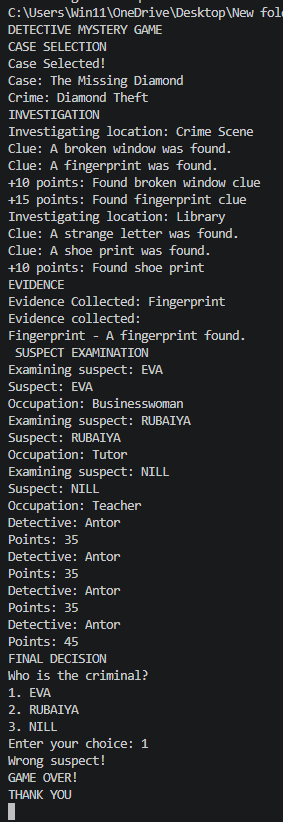 C:\Users\Win11\OneDrive\Desktop\New fol
DETECTIVE MYSTERY GAME
CASE SELECTION
Case Selected!
Case: The Missing Diamond
Crime: Diamond Theft
INVESTIGATION
Investigating location: Crime Scene
Clue: A broken window was found.
Clue: A fingerprint was found.
+10 points: Found broken window clue
+15 points: Found fingerprint clue
Investigating location: Library
Clue: A strange letter was found.
Clue: A shoe print was found.
+10 points: Found shoe print
EVIDENCE
Evidence Collected: Fingerprint
Evidence collected:
Fingerprint - A fingerprint found.
 SUSPECT EXAMINATION
Examining suspect: EVA
Suspect: EVA
Occupation: Businesswoman
Examining suspect: RUBAIYA
Suspect: RUBAIYA
Occupation: Tutor
Examining suspect: NILL
Suspect: NILL
Occupation: Teacher
Detective: Antor
Points: 35
Detective: Antor
Points: 35
Detective: Antor
Points: 35
Detective: Antor
Points: 45
FINAL DECISION
Who is the criminal?
1. EVA
2. RUBAIYA
3. NILL
Enter your choice: 1
Wrong suspect!
GAME OVER!
THANK YOU